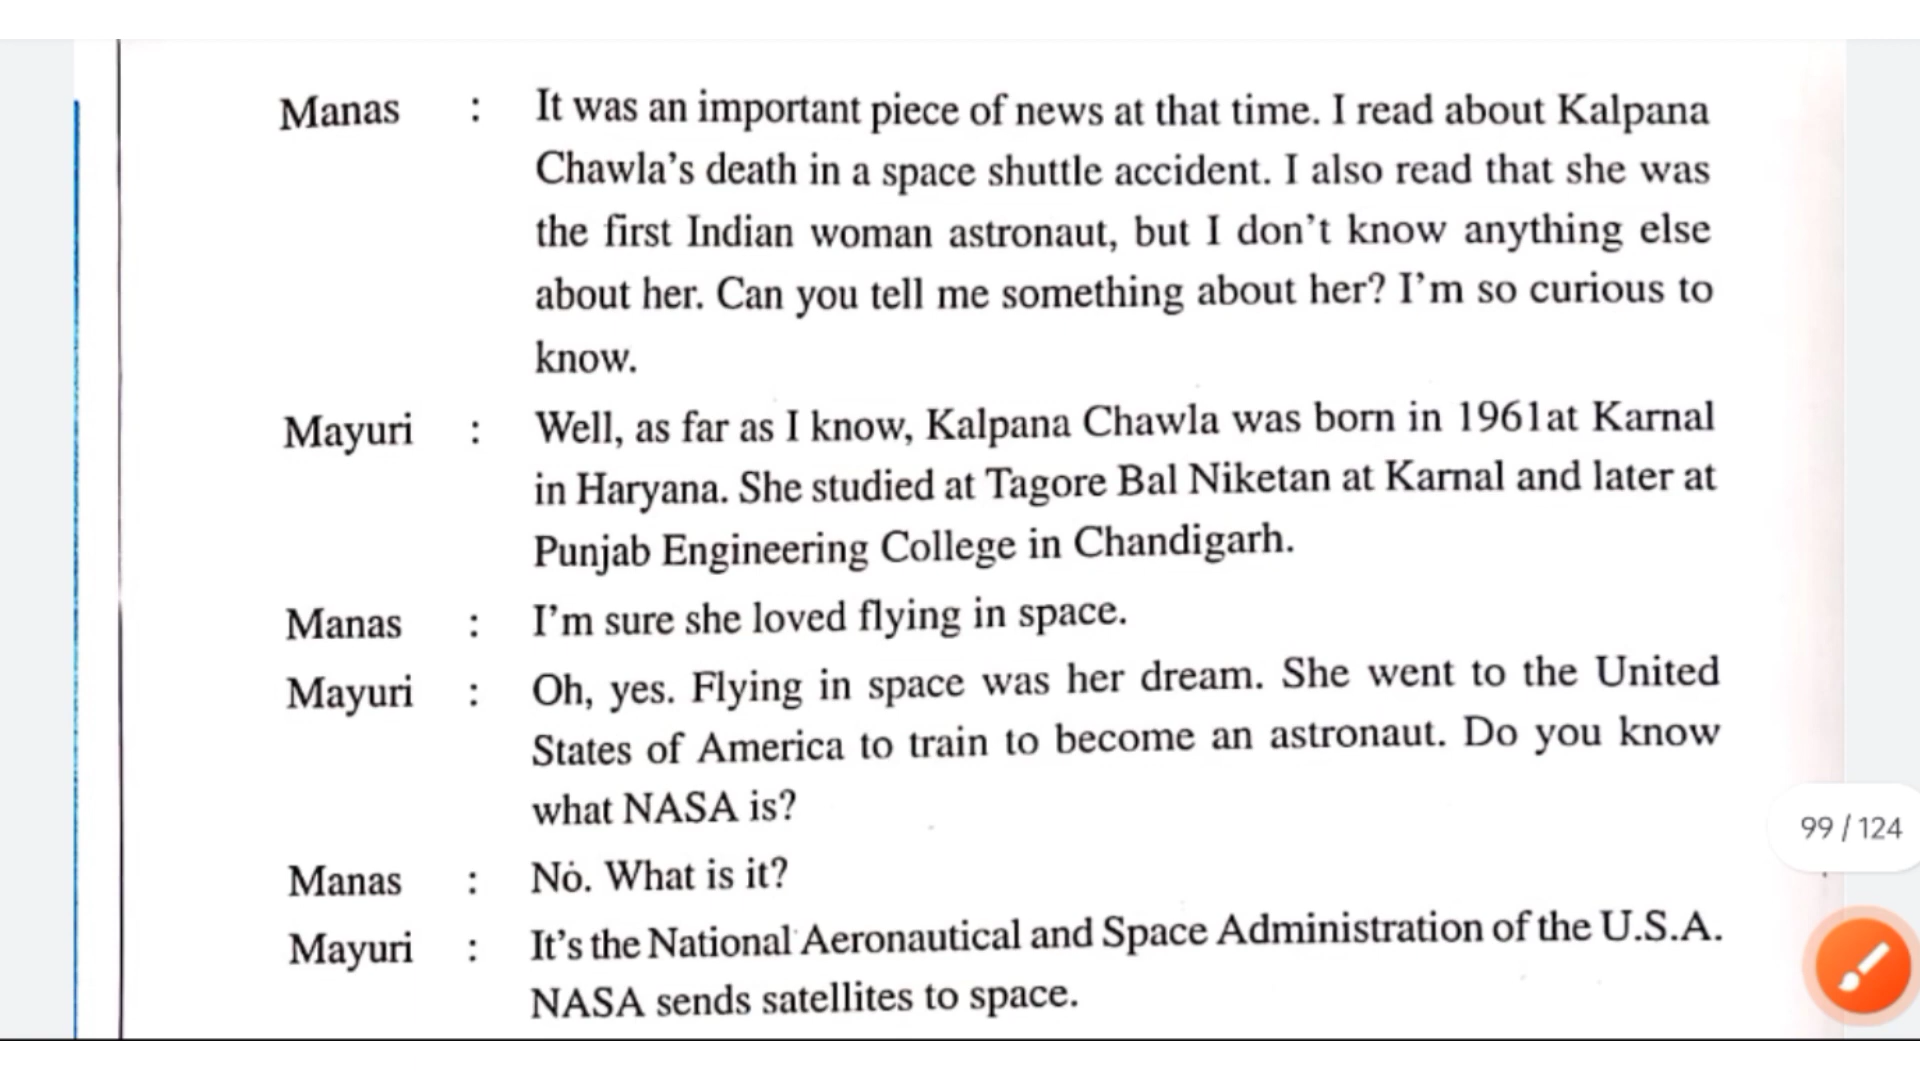 Manas : It was an important piece of news at that time. I read about Kalpana
Chawla's death in a space shuttle accident. I also read that she was
the first Indian woman astronaut, but I don't know anything else
about her. Can you tell me something about her? I'm so curious to
know.
Mayuri : Well, as far as I know, Kalpana Chawla was born in 1961at Karnal
in Haryana. She studied at Tagore Bal Niketan at Karnal and later at
Punjab Engineering College in Chandigarh.
Manas : I'm sure she loved flying in space.
Mayuri : Oh, yes. Flying in space was her dream. She went to the United
States of America to train to become an astronaut. Do you know
what NASA is?
99 / 124
Manas : No. What is it?
Mayuri : It's the National Aeronautical and Space Administration of the U.S.A.
NASA sends satellites to space.